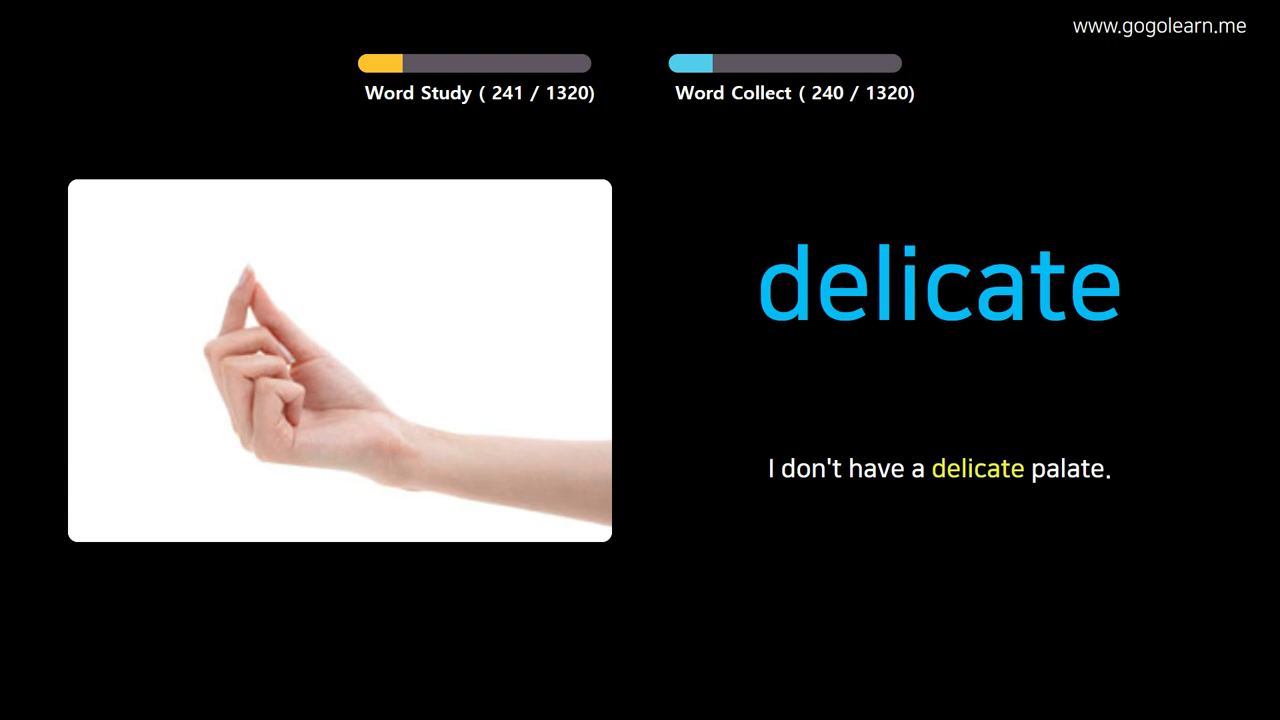 www.gogolearn.me
Word Study ( 241 / 1320)
Word Collect ( 240 / 1320)
delicate
I don't have a delicate palate.